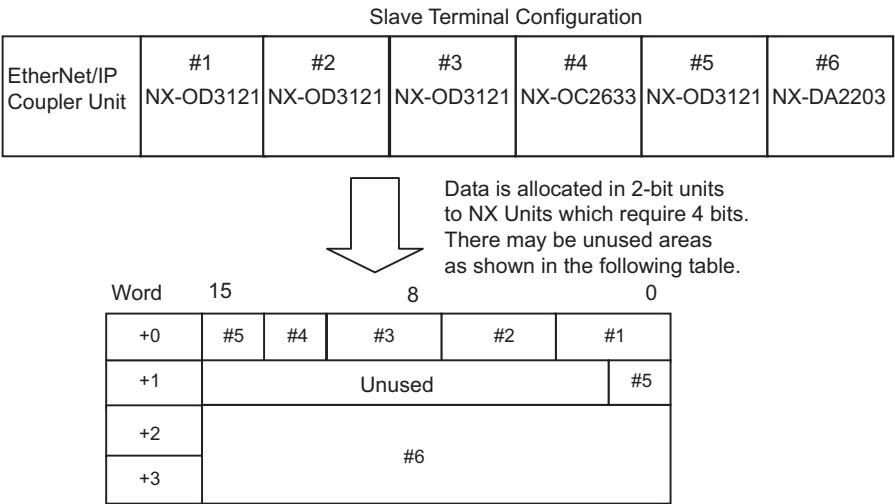 Slave Terminal Configuration
EtherNet/IP
Coupler Unit
#1
NX-OD3121
#2
NX-OD3121
#3
NX-OD3121
#4
NX-OC2633
#5
NX-OD3121
#6
NX-DA2203
Data is allocated in 2-bit units
to NX Units which require 4 bits.
There may be unused areas
as shown in the following table.
Word 15 8 0
+0 #5 #4 #3 #2 #1
+1 Unused #5
+2
#6
+3